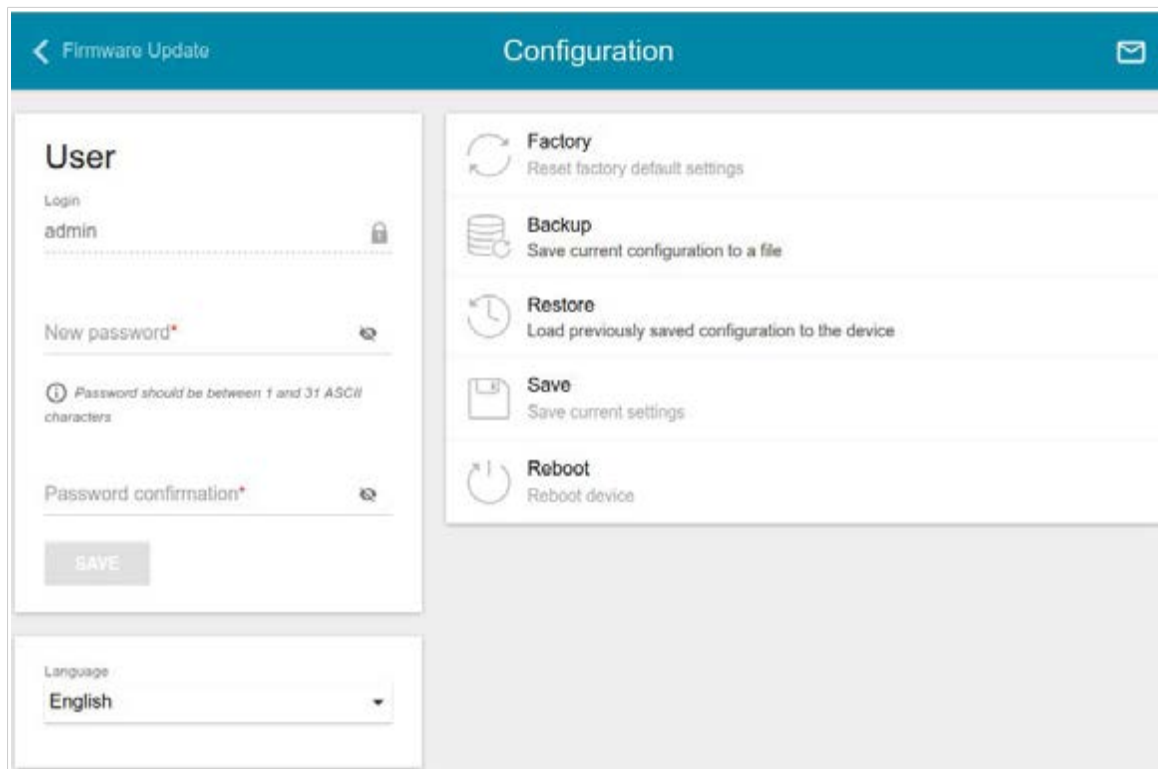 Firmware Update
Configuration
User
Login
admin
New password*
Password should be between 1 and 31 ASCII
characters
Password confirmation*
SAVE
Language
English
Factory
Reset factory default settings
Backup
Save current configuration to a file
Restore
Load previously saved configuration to the device
Save
Save current settings
Reboot
Reboot device